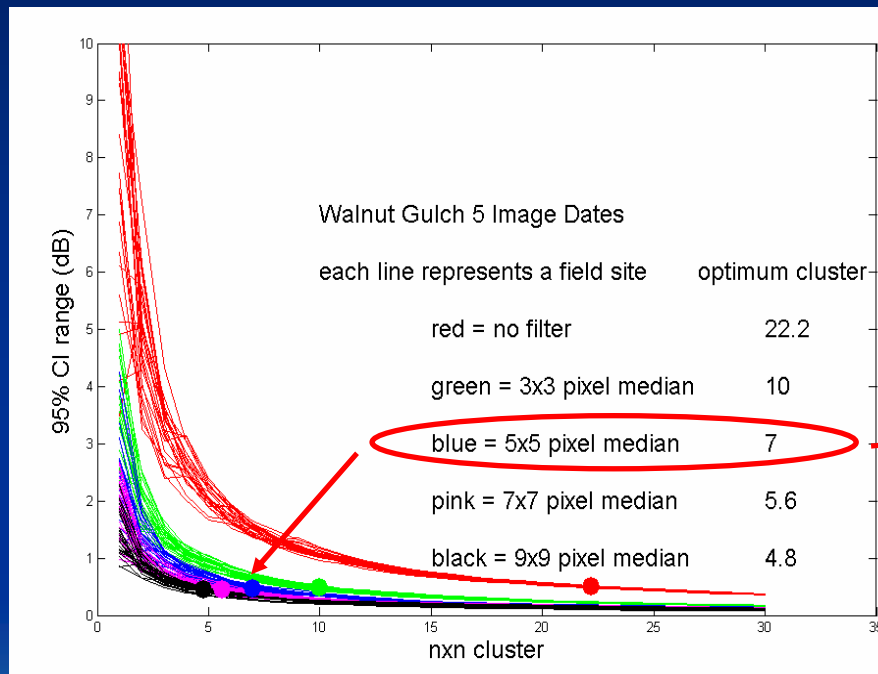 10
9
8
7
6
5
4
3
2
1
0
95% CI range (dB)
Walnut Gulch 5 Image Dates
each line represents a field site optimum cluster
red = no filter 22.2
green = 3x3 pixel median 10
blue = 5x5 pixel median 7
pink = 7x7 pixel median 5.6
black = 9x9 pixel median 4.8
0 5 10 15 20 25 30 35
nxn cluster